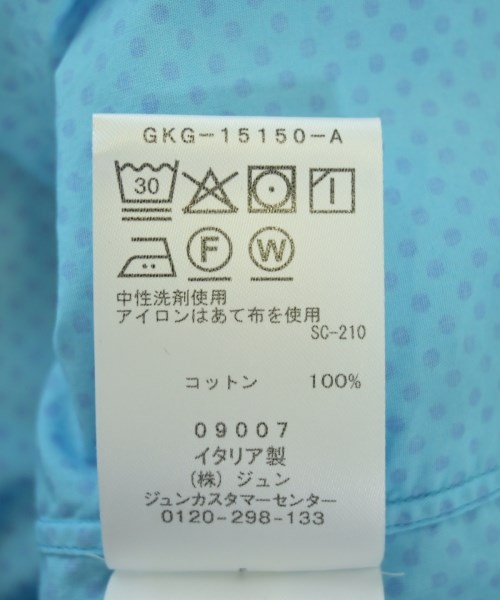 GKG-15150-A
30
F W
中性洗剤使用
アイロンはあて布を使用
SC-210
コットン 100%
09007
イタリア製
(株) ジュン
ジュンカスタマーセンター
0120-298-133